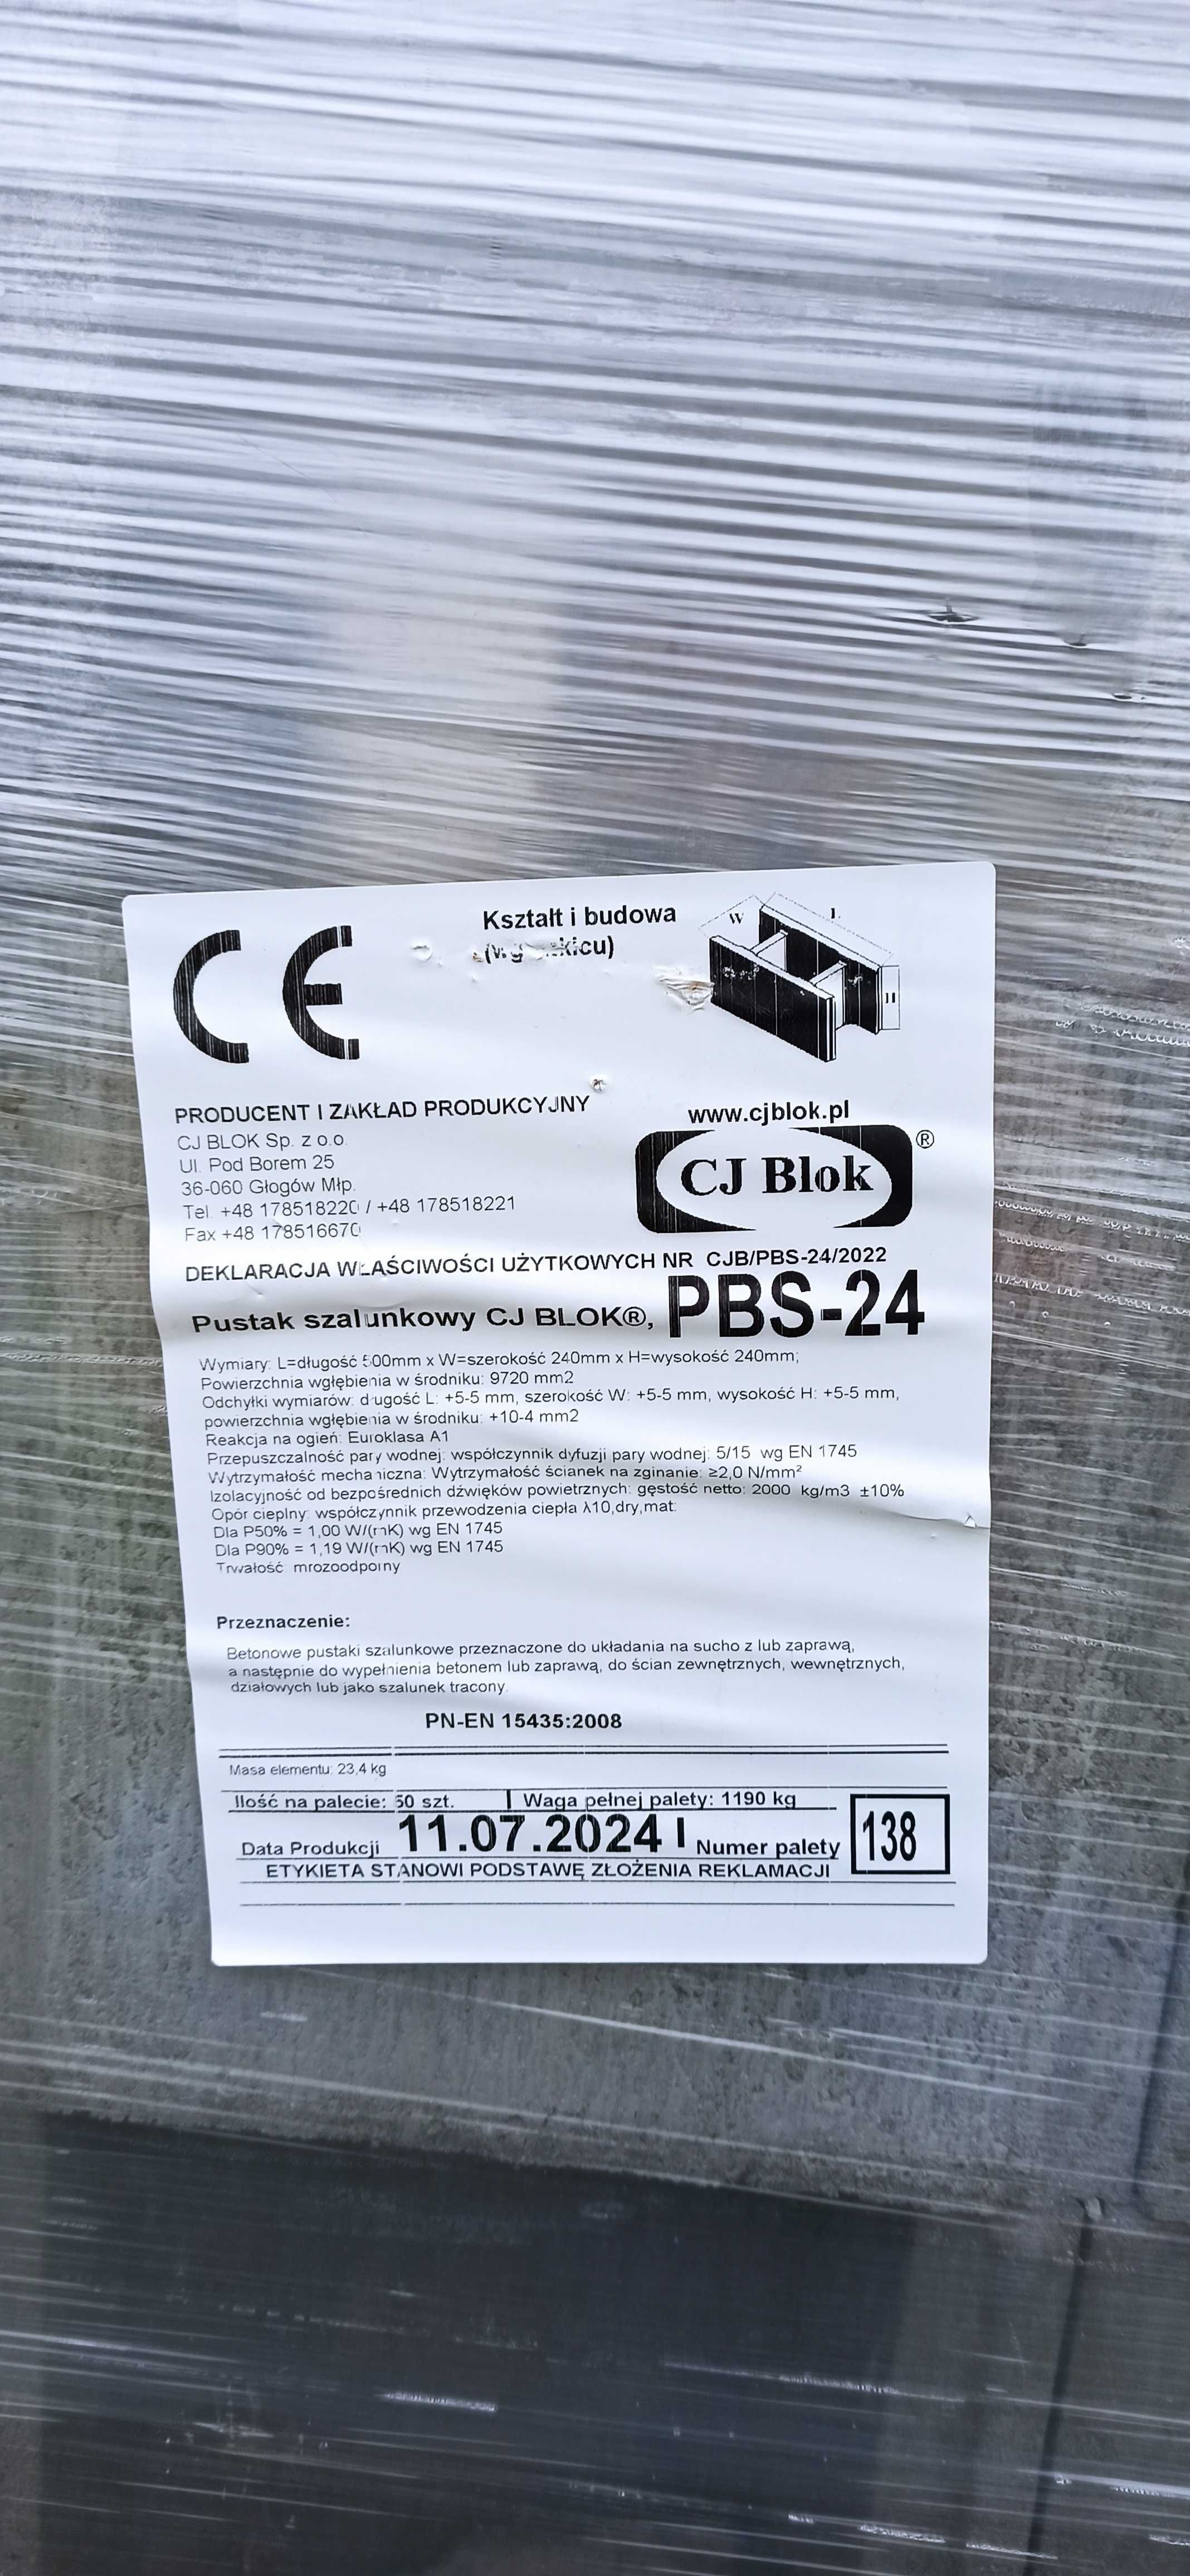 CE
Kształt i budowa
W
L
H
PRODUCENT I ZAKŁAD PRODUKCYJNY
www.cjblok.pl
CJ BLOK Sp. z o.o.
Ul. Pod Borem 25
36-060 Głogów Młp.
Tel. +48 178518220 / +48 178518221
Fax +48 178516670
CJ Blok ®
DEKLARACJA WŁAŚCIWOŚCI UŻYTKOWYCH NR CJB/PBS-24/2022
Pustak szalunkowy CJ BLOK®, PBS-24
Wymiary: L=długość 500mm x W=szerokość 240mm x H=wysokość 240mm;
Powierzchnia wgłębienia w środniku: 9720 mm2
Odchyłki wymiarów: długość L: +5-5 mm, szerokość W: +5-5 mm, wysokość H: +5-5 mm,
powierzchnia wgłębienia w środniku: +10-4 mm2
Reakcja na ogień: Euroklasa A1
Przepuszczalność pary wodnej: współczynnik dyfuzji pary wodnej: 5/15 wg EN 1745
Wytrzymałość mechaniczna: Wytrzymałość ścianek na zginanie: ≥2,0 N/mm²
Izolacyjność od bezpośrednich dźwięków powietrznych: gęstość netto: 2000 kg/m3 ±10%
Opór cieplny: współczynnik przewodzenia ciepła λ10,dry,mat:
Dla P50% = 1,00 W/(mK) wg EN 1745
Dla P90% = 1,19 W/(mK) wg EN 1745
Trwałość: mrozoodporny
Przeznaczenie:
Betonowe pustaki szalunkowe przeznaczone do układania na sucho z lub zaprawą,
a następnie do wypełnienia betonem lub zaprawą, do ścian zewnętrznych, wewnętrznych,
działowych lub jako szalunek tracony.
PN-EN 15435:2008
Masa elementu: 23,4 kg
Ilość na palecie: 50 szt. | Waga pełnej palety: 1190 kg
Data Produkcji 11.07.2024 I Numer palety 138
ETYKIETA STANOWI PODSTAWĘ ZŁOŻENIA REKLAMACJI